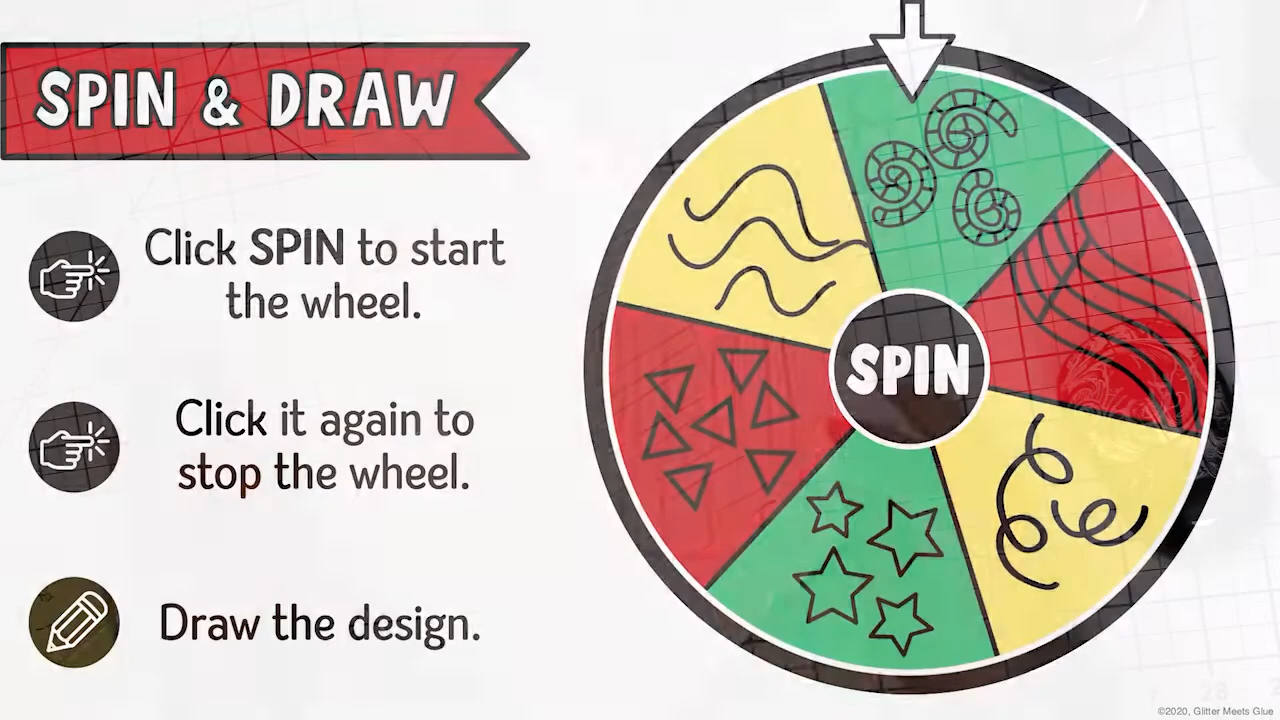 SPIN & DRAW
Click SPIN to start
the wheel.
Click it again to
stop the wheel.
Draw the design.
SPIN
28
©2020, Glitter Meets Glue